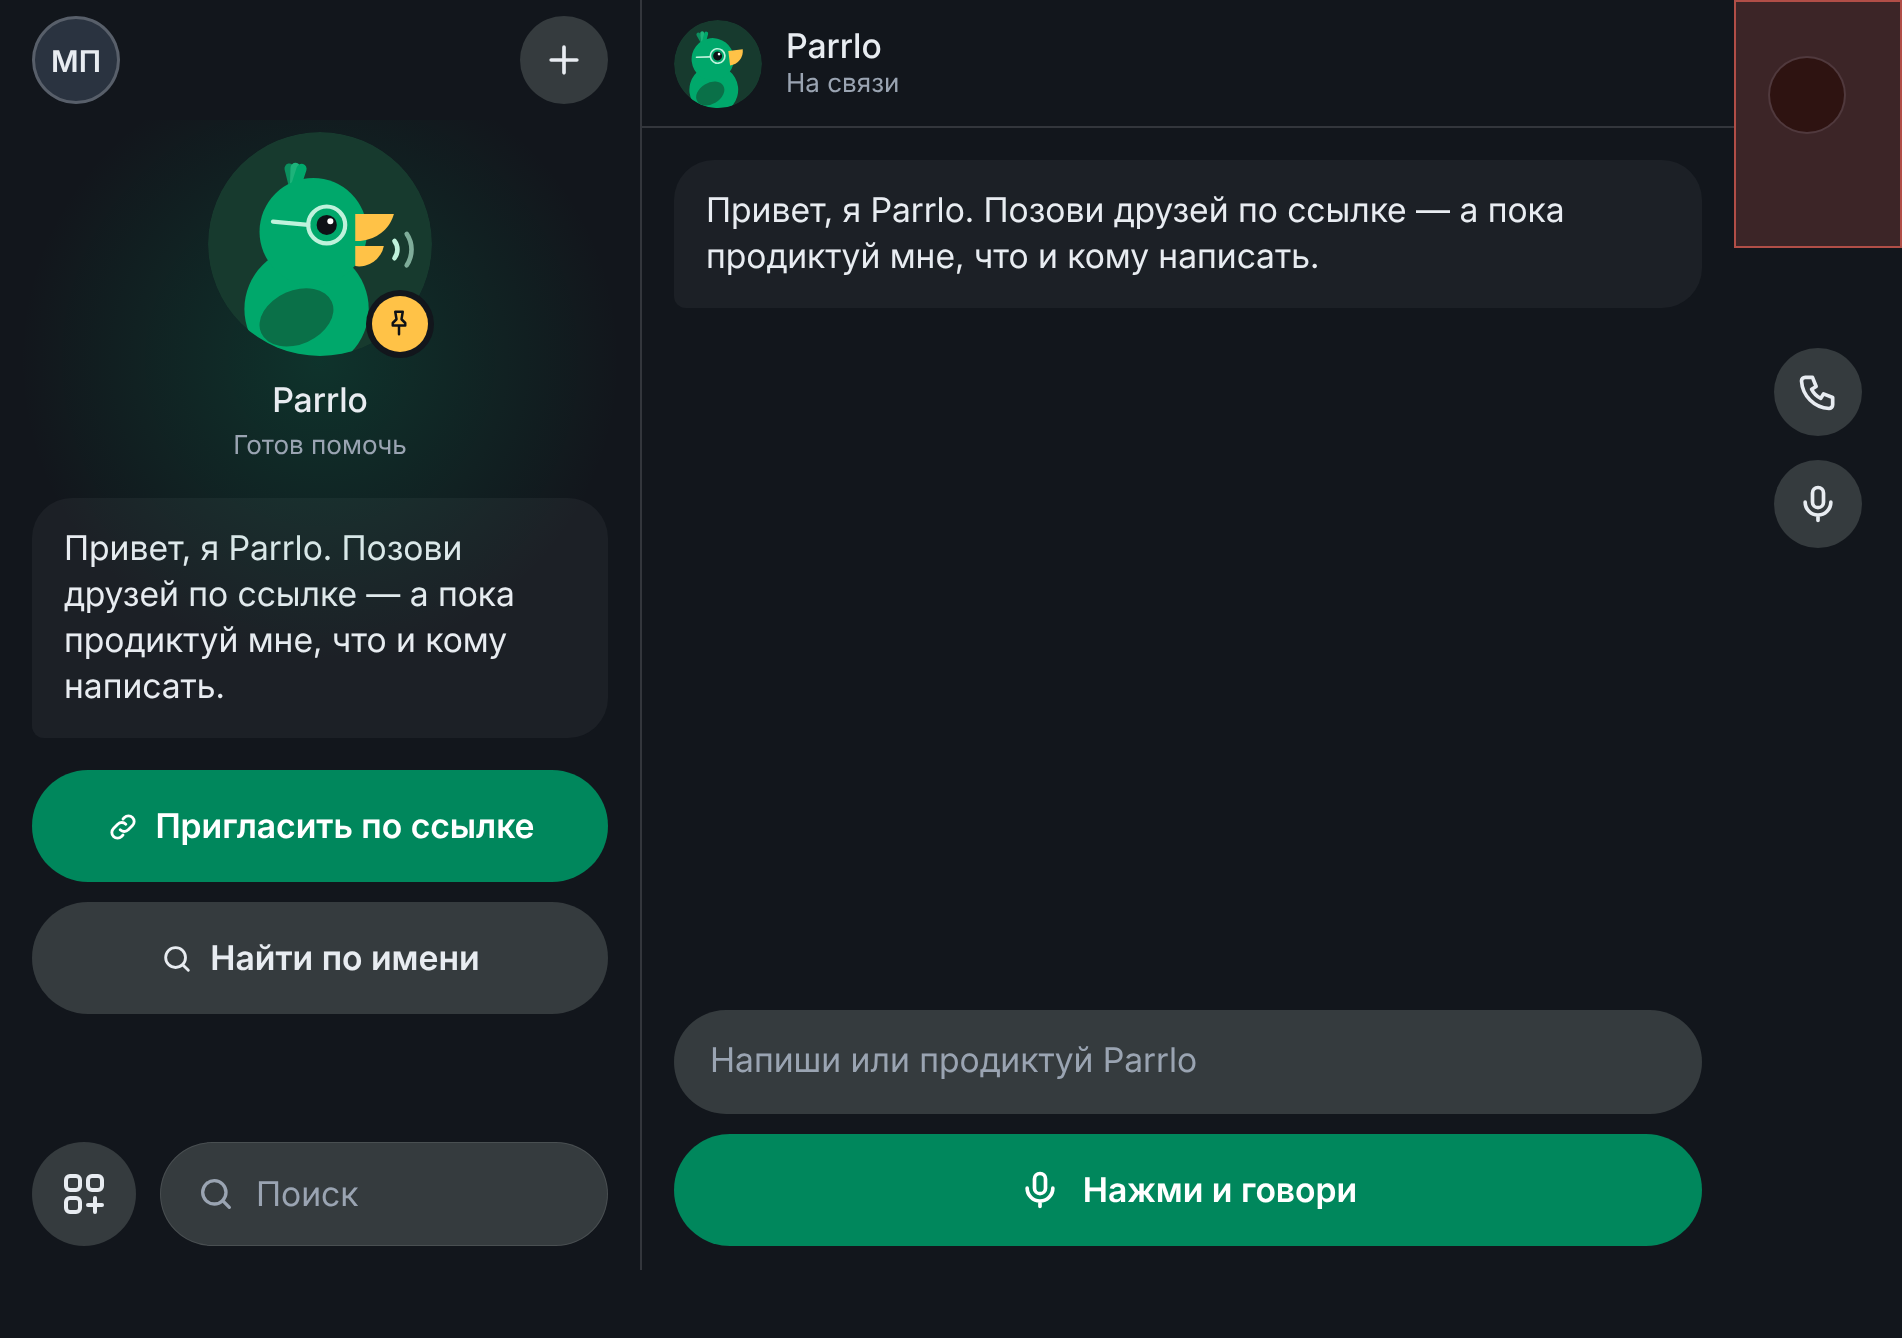 МП
Parrlo
Готов помочь
Привет, я Parrlo. Позови
друзей по ссылке — а пока
продиктуй мне, что и кому
написать.
Пригласить по ссылке
Найти по имени
Поиск
Parrlo
На связи
Привет, я Parrlo. Позови друзей по ссылке — а пока
продиктуй мне, что и кому написать.
Напиши или продиктуй Parrlo
Нажми и говори